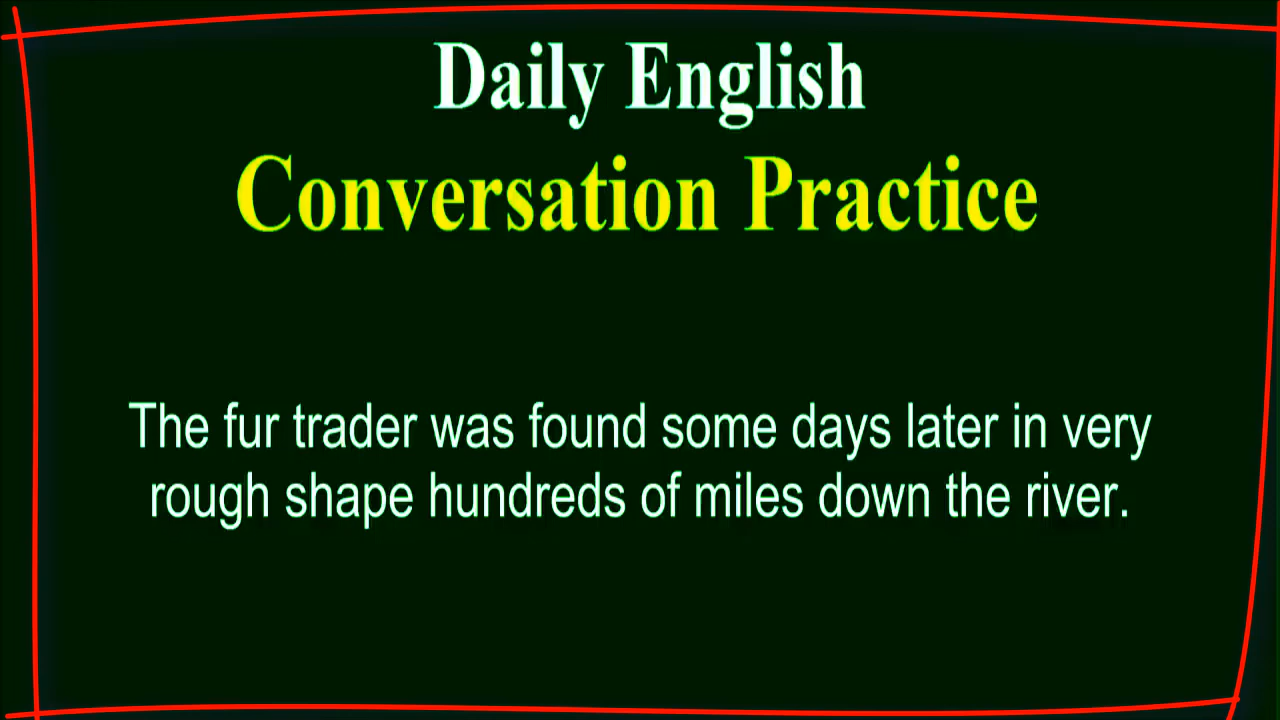 Daily English
Conversation Practice
The fur trader was found some days later in very
rough shape hundreds of miles down the river.